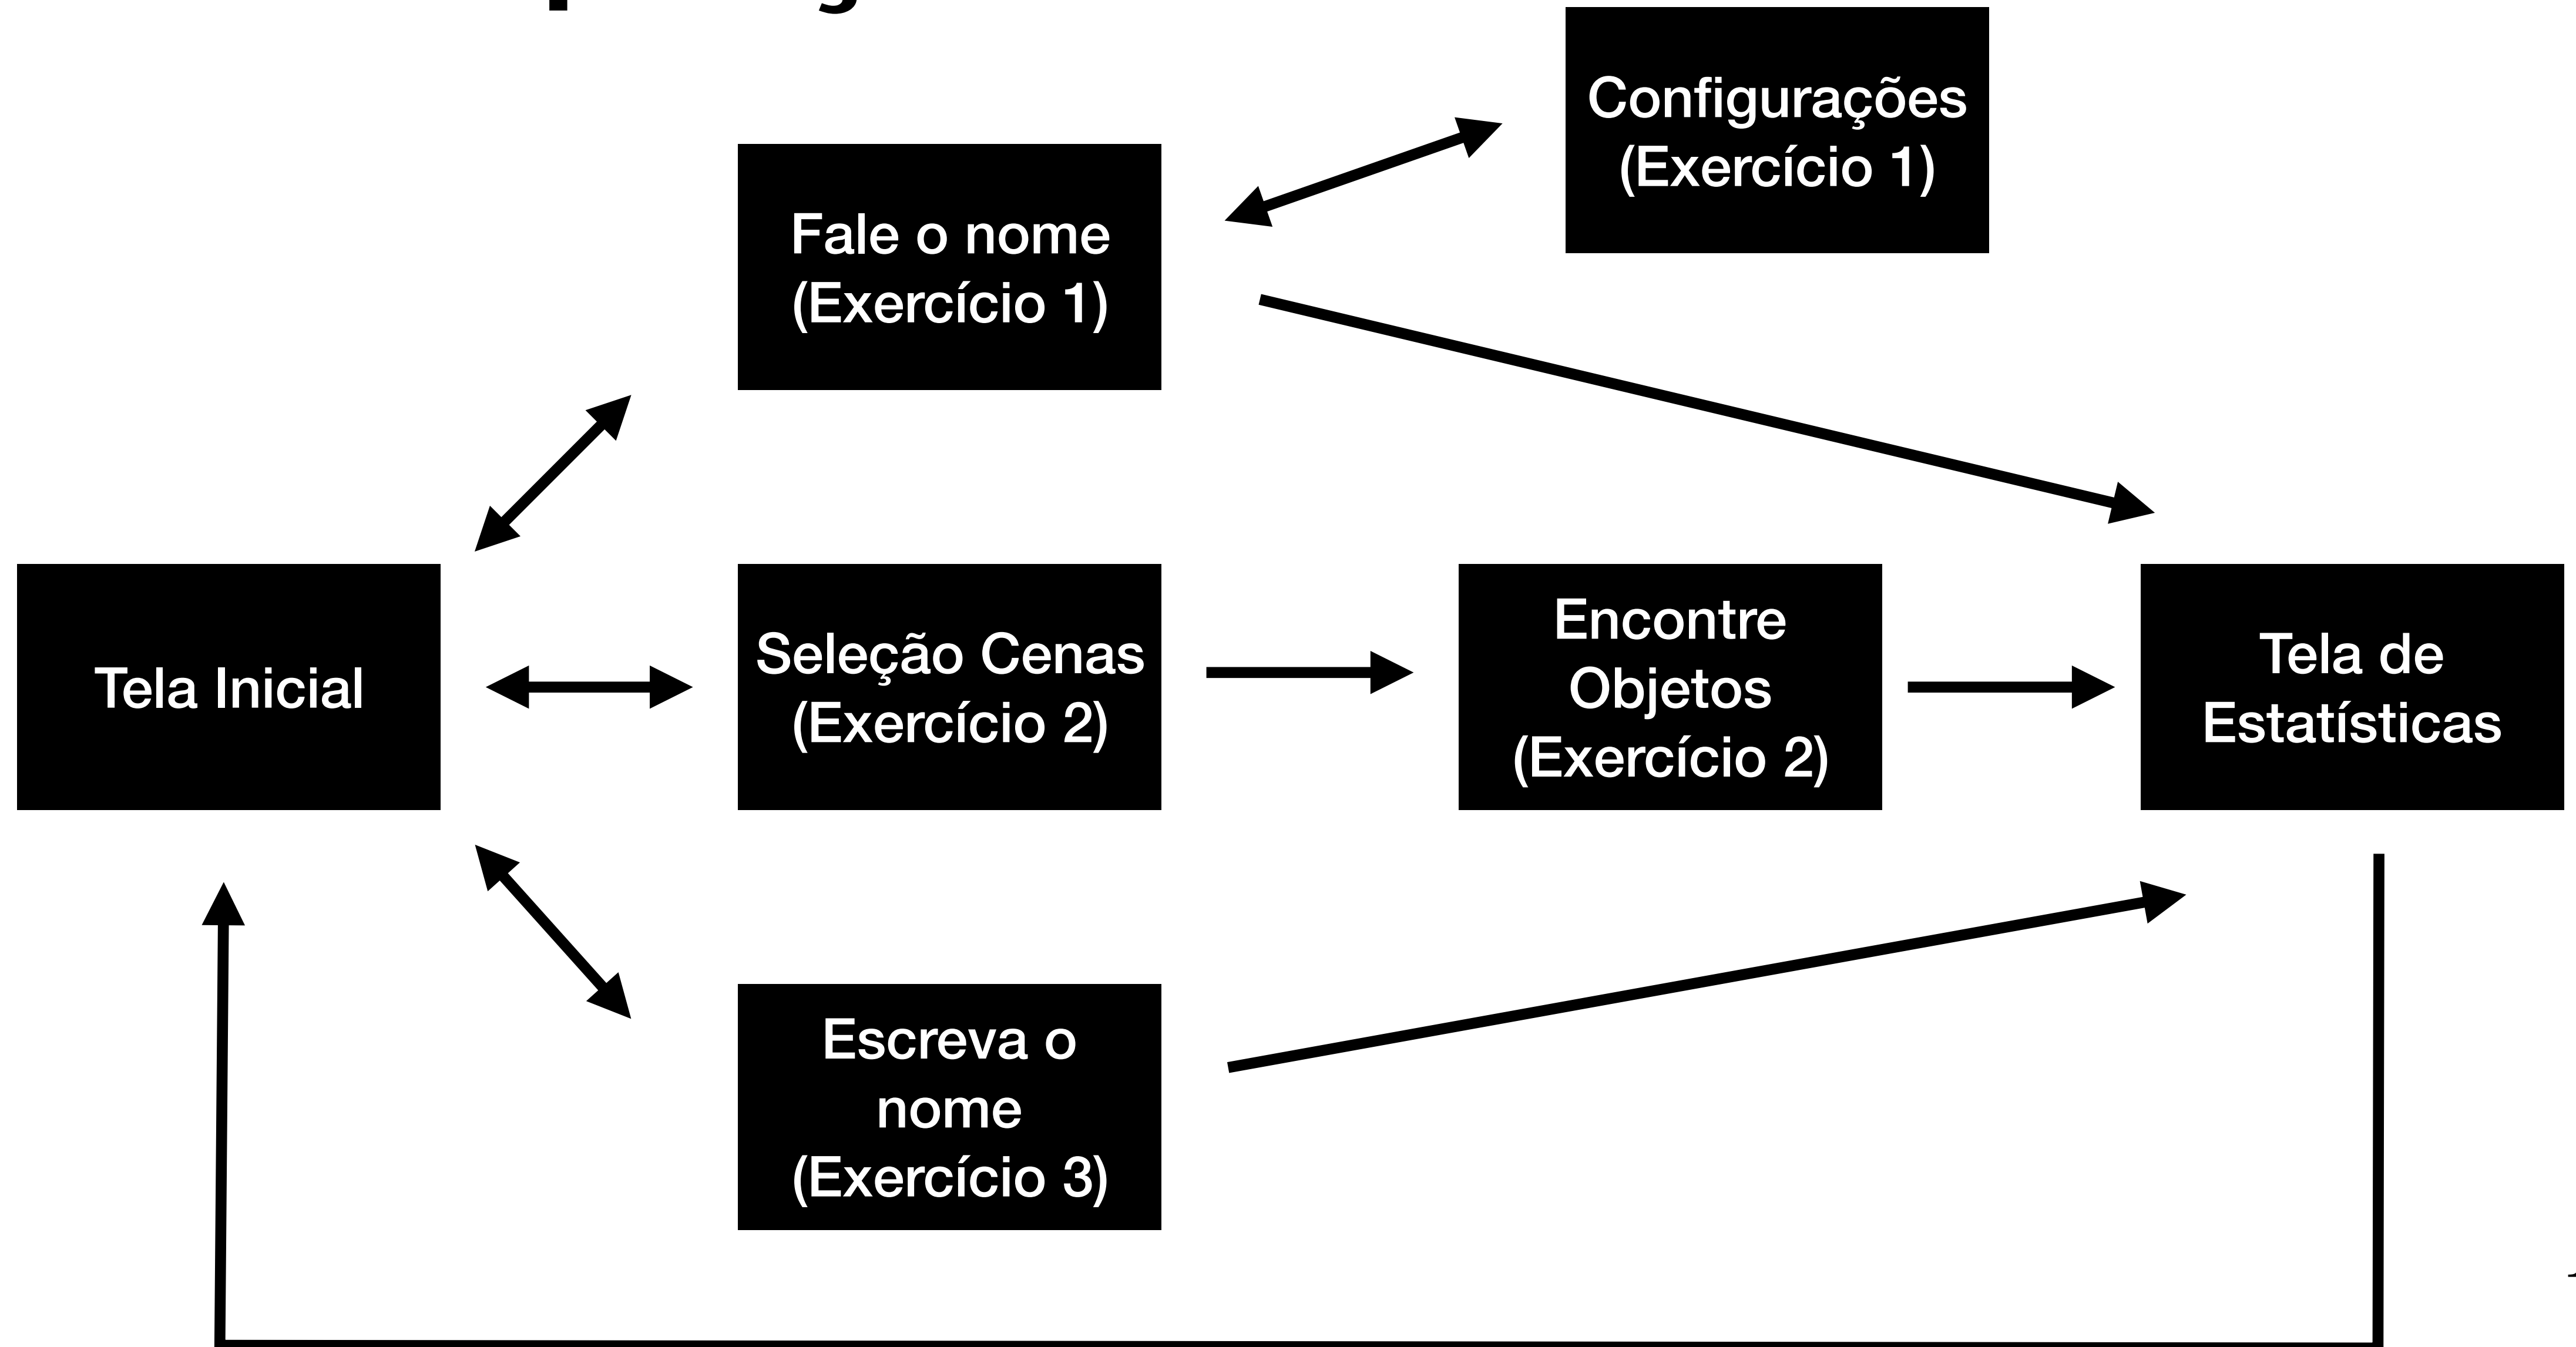 Configurações
(Exercício 1)
Fale o nome
(Exercício 1)
Tela Inicial
Seleção Cenas
(Exercício 2)
Encontre
Objetos
(Exercício 2)
Tela de
Estatísticas
Escreva o
nome
(Exercício 3)